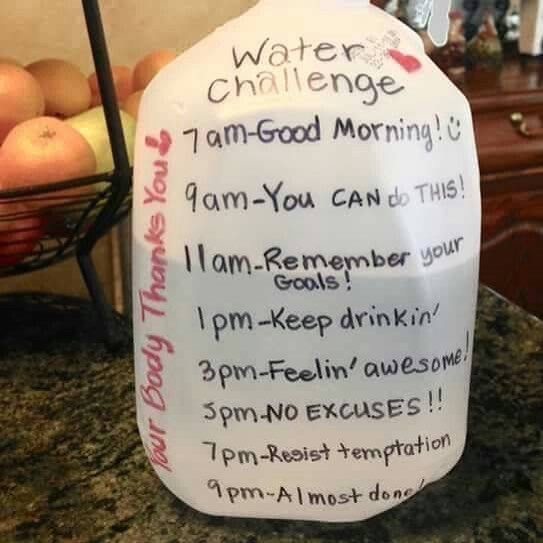 Water
Challenge
7am-Good Morning!
9am-You CAN do THIS!
11am-Remember your
Goals!
1pm-Keep drinkin'
3pm-Feelin' awesome!
5pm-NO EXCUSES!!
7pm-Resist temptation
9pm-Almost done!
Your Body Thanks You